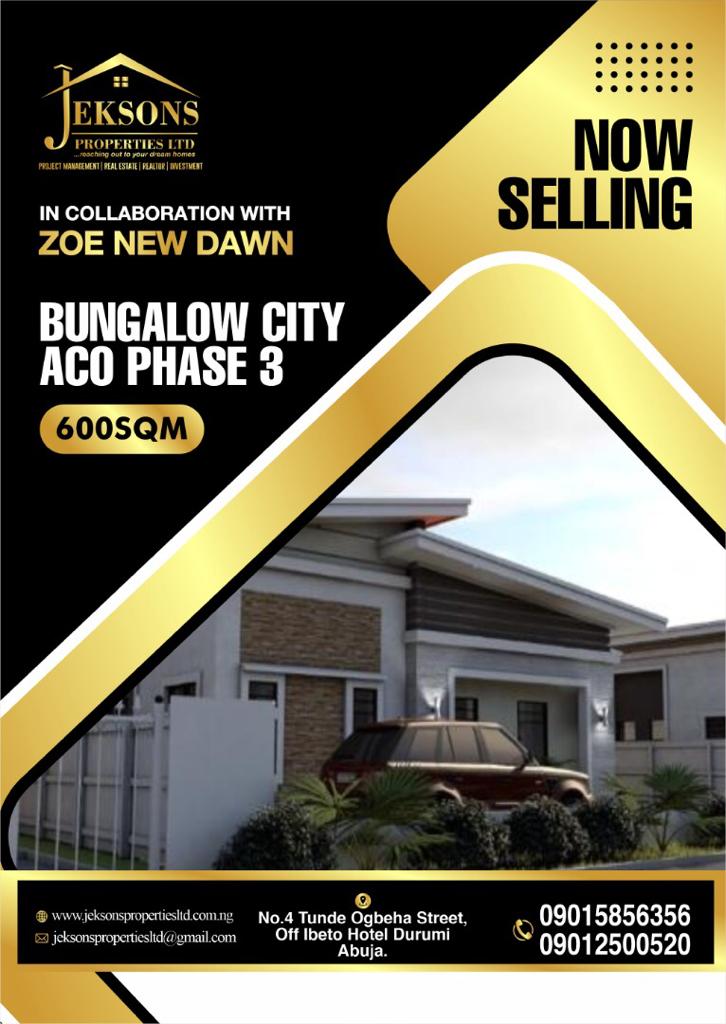 JEKSONS
PROPERTIES LTD
...reaching out to your dream homes
PROJECT MANAGEMENT | REAL ESTATE | REALTOR | INVESTMENT
NOW
SELLING
IN COLLABORATION WITH
ZOE NEW DAWN
BUNGALOW CITY
ACO PHASE 3
600SQM
www.jeksonspropertiesltd.com.ng
jeksonspropertiesltd@gmail.com
No.4 Tunde Ogbeha Street,
Off Ibeto Hotel Durumi
Abuja.
09015856356
09012500520